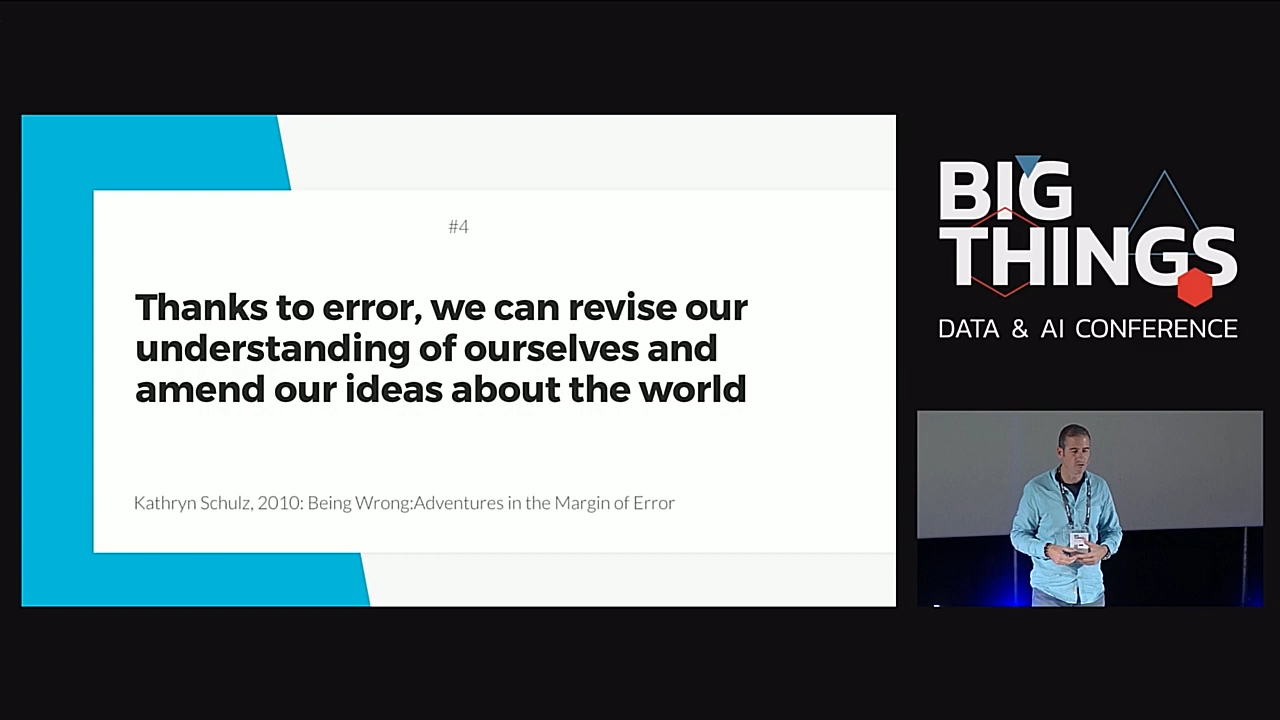 #4
Thanks to error, we can revise our
understanding of ourselves and
amend our ideas about the world
Kathryn Schulz, 2010: Being Wrong:Adventures in the Margin of Error
BIG
THINGS
DATA & AI CONFERENCE